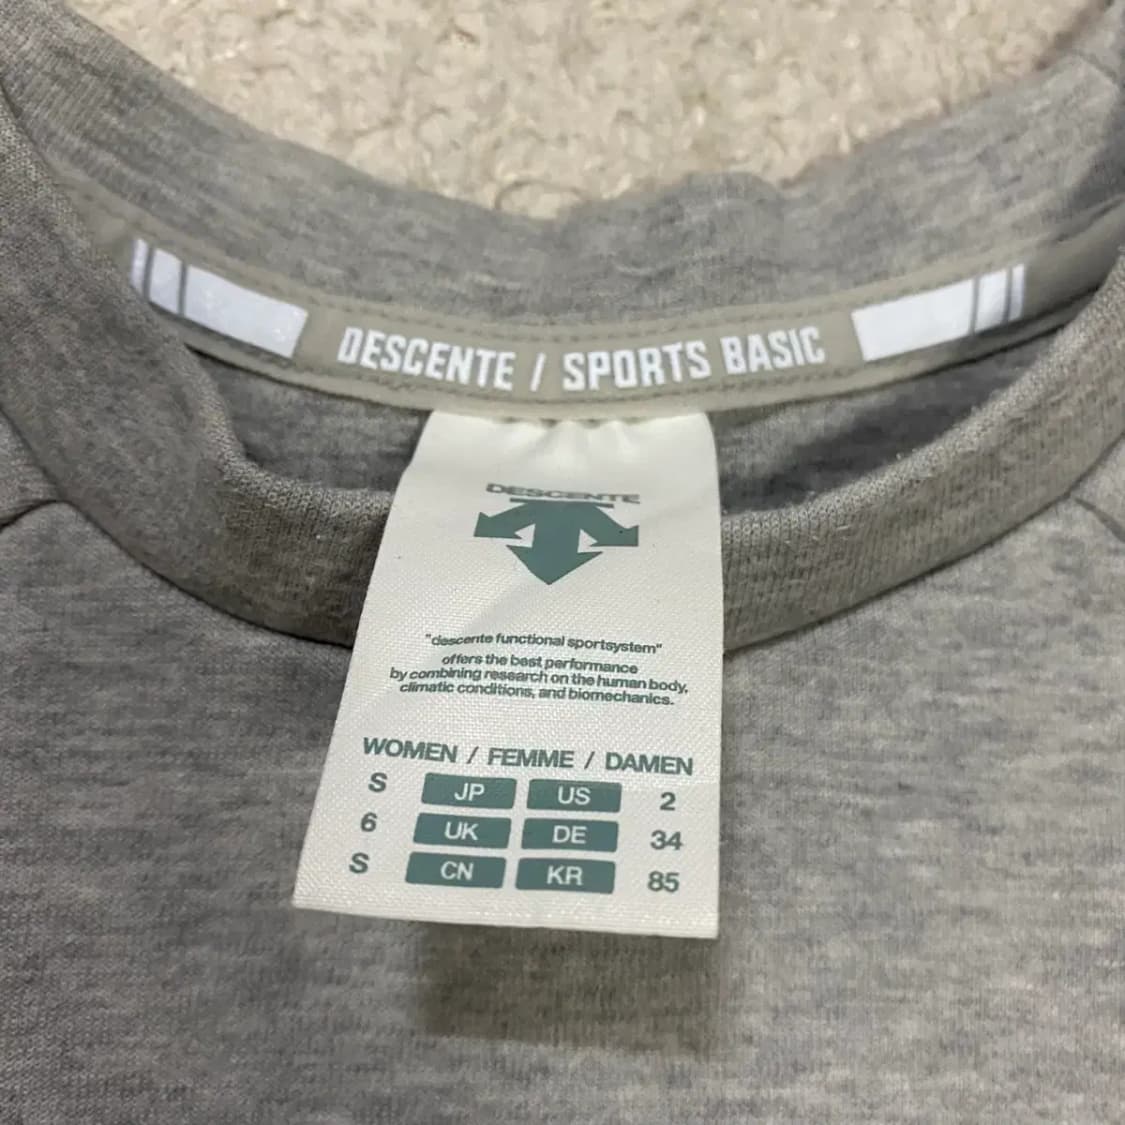 DESCENTE / SPORTS BASIC
DESCENTE
"descente functional sportsystem"
offers the best performance
by combining research on the human body,
climatic conditions, and biomechanics.
WOMEN / FEMME / DAMEN
S JP US 2
6 UK DE 34
S CN KR 85